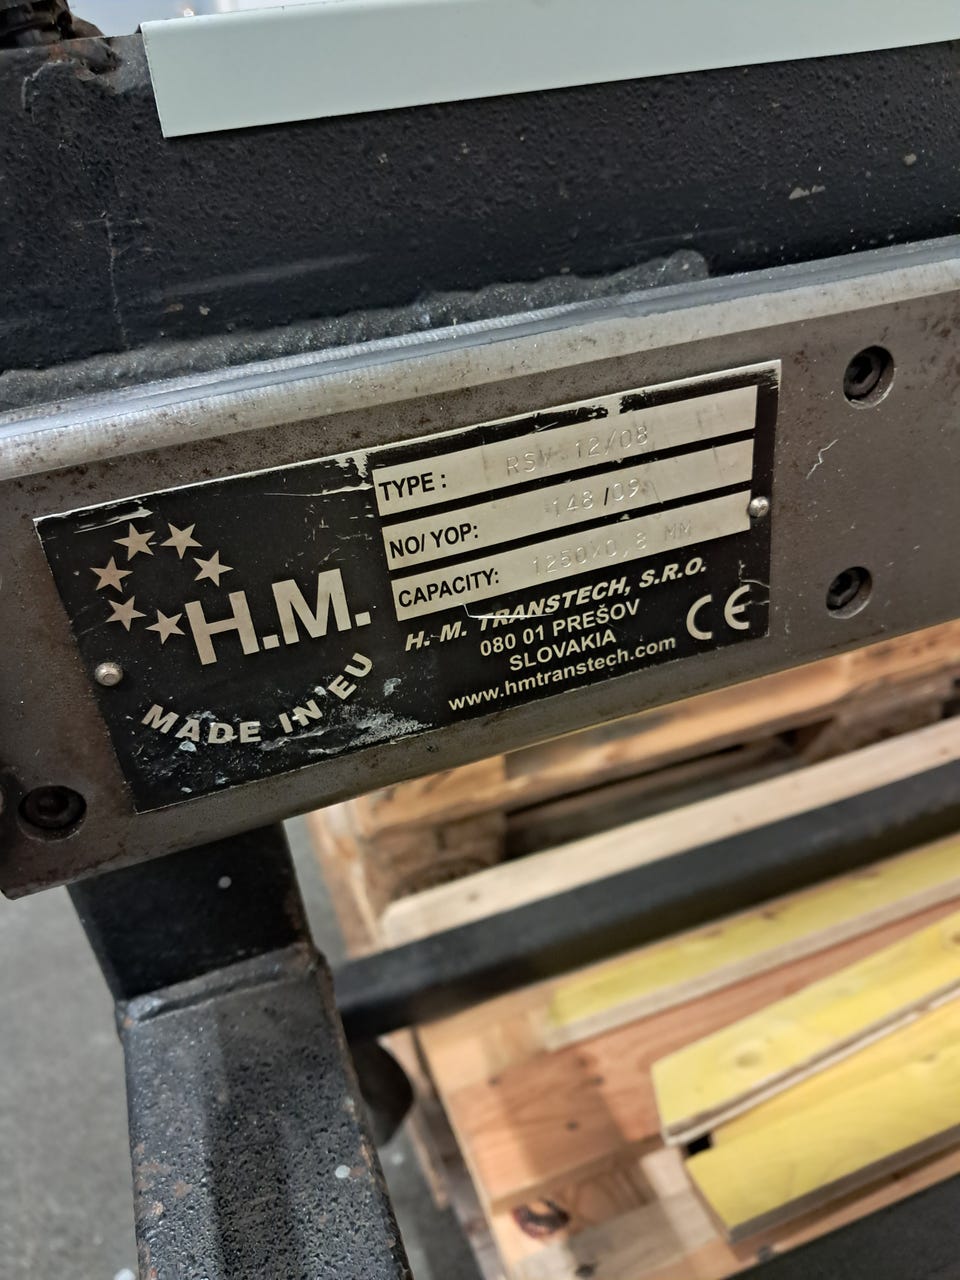 H.M.
MADE IN EU
TYPE: RSV 12/08
NO/YOP: 148/09
CAPACITY: 1250X0,8 MM
H. M. TRANSTECH, S.R.O.
080 01 PREŠOV
SLOVAKIA
www.hmtranstech.com
CE